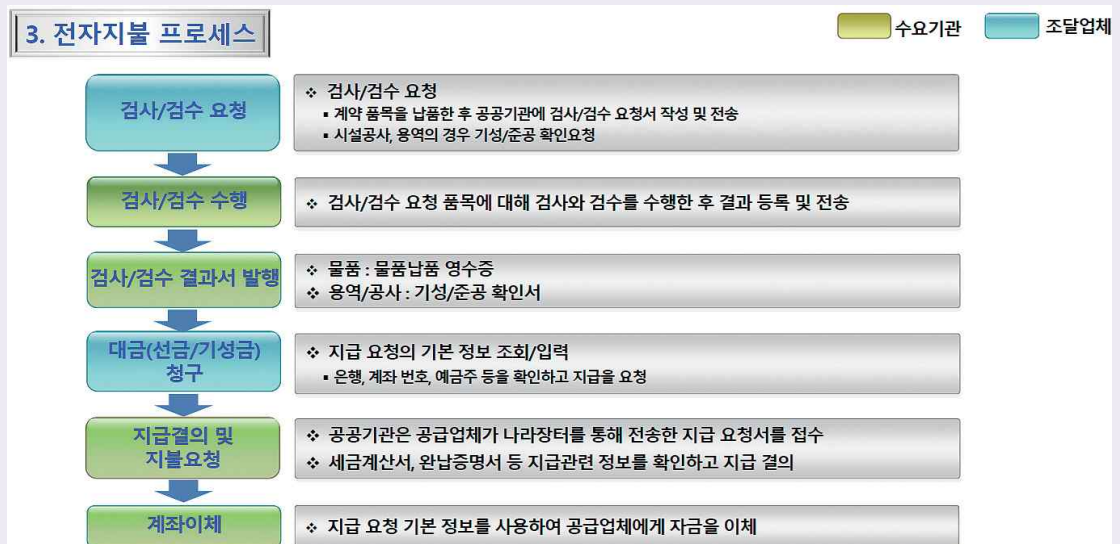 3. 전자지불 프로세스
수요기관
조달업체
검사/검수 요청
❖ 검사/검수 요청
▪ 계약 품목을 납품한 후 공공기관에 검사/검수 요청서 작성 및 전송
▪ 시설공사, 용역의 경우 기성/준공 확인요청
검사/검수 수행
❖ 검사/검수 요청 품목에 대해 검사와 검수를 수행한 후 결과 등록 및 전송
검사/검수 결과서 발행
❖ 물품 : 물품납품 영수증
❖ 용역/공사 : 기성/준공 확인서
대금(선금/기성금)
청구
❖ 지급 요청의 기본 정보 조회/입력
▪ 은행, 계좌 번호, 예금주 등을 확인하고 지급을 요청
지급결의 및
지불요청
❖ 공공기관은 공급업체가 나라장터를 통해 전송한 지급 요청서를 접수
❖ 세금계산서, 완납증명서 등 지급관련 정보를 확인하고 지급 결의
계좌이체
❖ 지급 요청 기본 정보를 사용하여 공급업체에게 자금을 이체